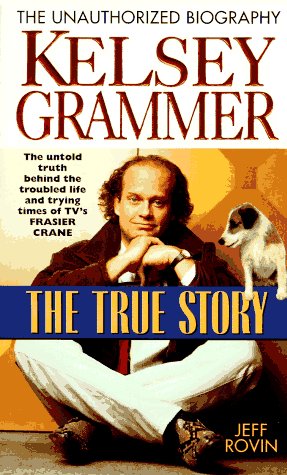 THE UNAUTHORIZED BIOGRAPHY
KELSEY
GRAMMER
The untold
truth
behind the
troubled life
and trying
times of TV's
FRASIER
CRANE
THE TRUE STORY
JEFF
ROVIN